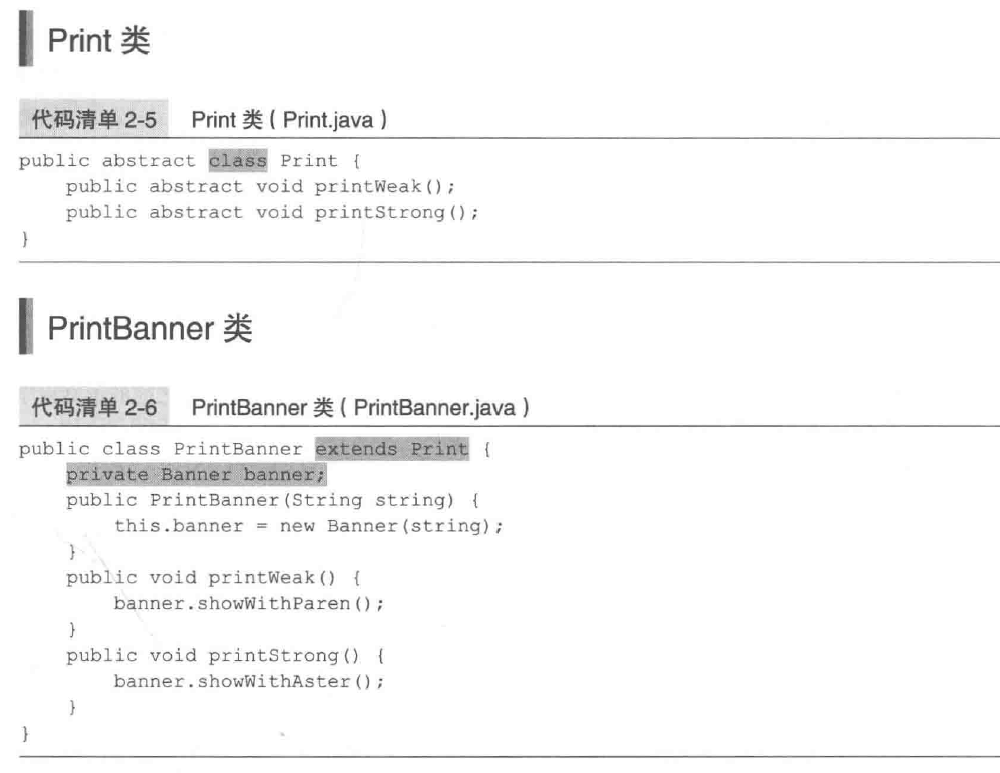 Print 类
代码清单 2-5 Print 类 ( Print.java )
public abstract class Print {
    public abstract void printWeak();
    public abstract void printStrong();
}
PrintBanner 类
代码清单 2-6 PrintBanner 类 ( PrintBanner.java )
public class PrintBanner extends Print {
    private Banner banner;
    public PrintBanner(String string) {
        this.banner = new Banner(string);
    }
    public void printWeak() {
        banner.showWithParen();
    }
    public void printStrong() {
        banner.showWithAster();
    }
}